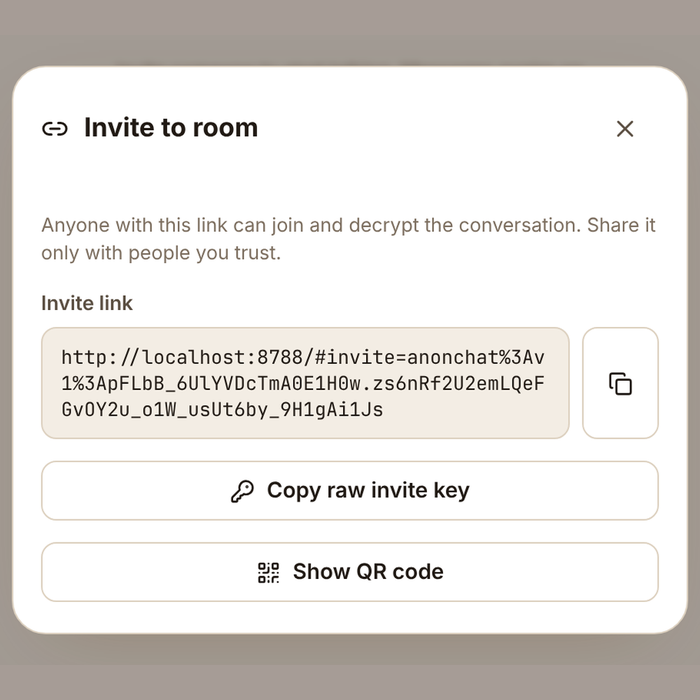 Invite to room
Anyone with this link can join and decrypt the conversation. Share it
only with people you trust.
Invite link
http://localhost:8788/#invite=anonchat%3Av
1%3ApFLbB_6UlYVDcTmA0E1H0w.zs6nRf2U2emLQeF
GvOY2u_o1W_usUt6by_9H1gAi1Js
Copy raw invite key
Show QR code